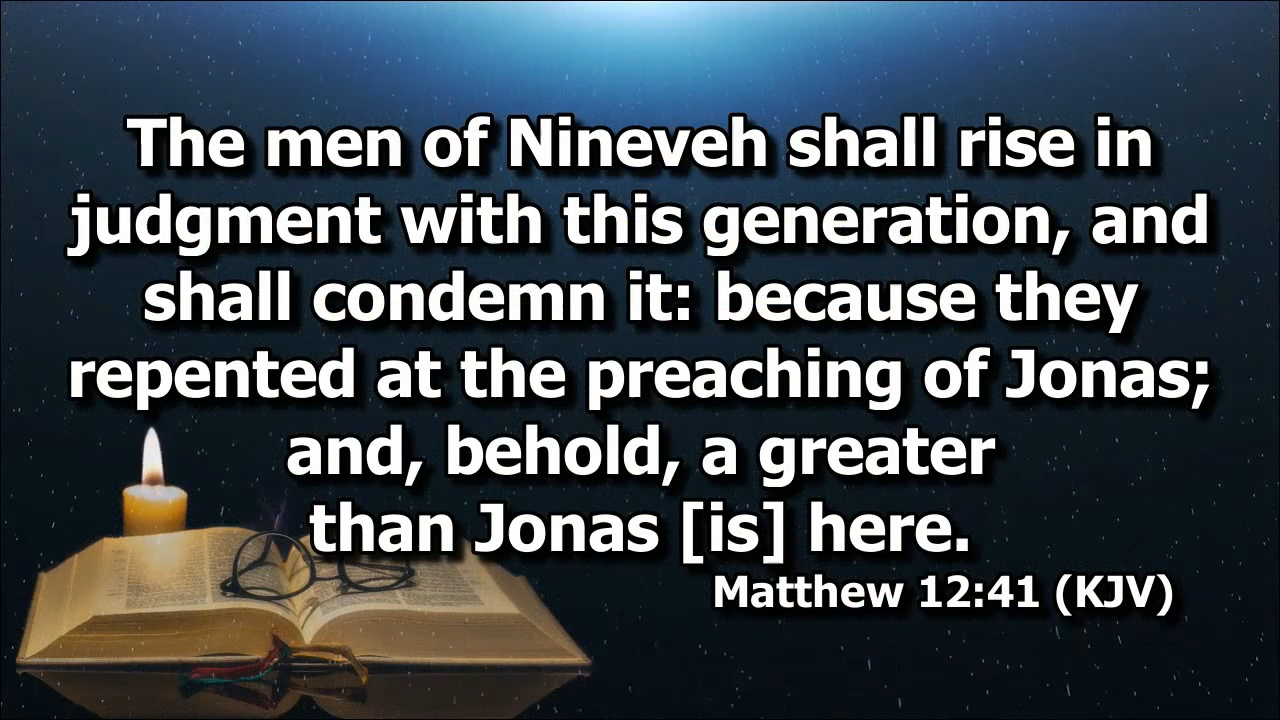 The men of Nineveh shall rise in
judgment with this generation, and
shall condemn it: because they
repented at the preaching of Jonas;
and, behold, a greater
than Jonas [is] here.
Matthew 12:41 (KJV)